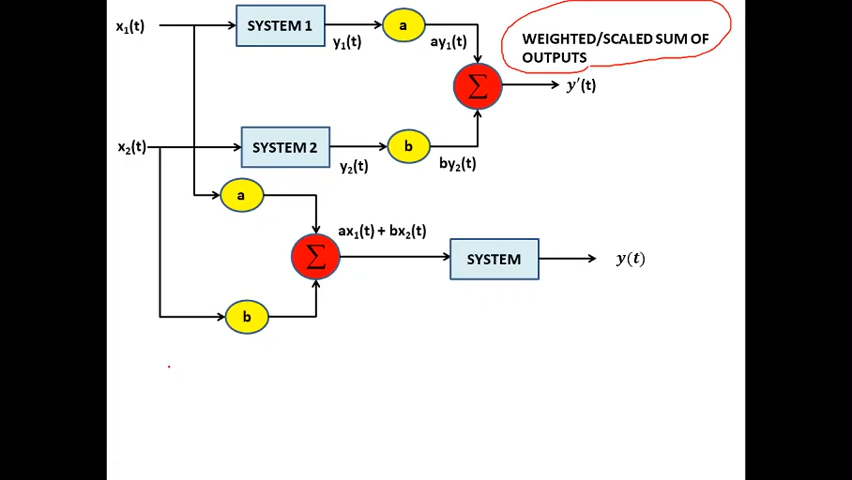 x₁(t)
SYSTEM 1
y₁(t)
a
ay₁(t)
WEIGHTED/SCALED SUM OF
OUTPUTS
Σ
y′(t)
x₂(t)
SYSTEM 2
y₂(t)
b
by₂(t)
a
Σ
ax₁(t) + bx₂(t)
SYSTEM
y(t)
b